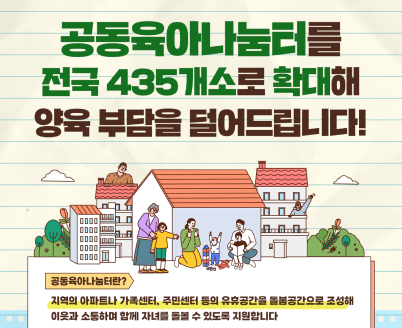 공동육아나눔터를
전국 435개소로 확대해
양육 부담을 덜어드립니다!
공동육아나눔터란?
지역의 아파트나 가족센터, 주민센터 등의 유휴공간을 돌봄공간으로 조성해
이웃과 소통하며 함께 자녀를 돌볼 수 있도록 지원합니다